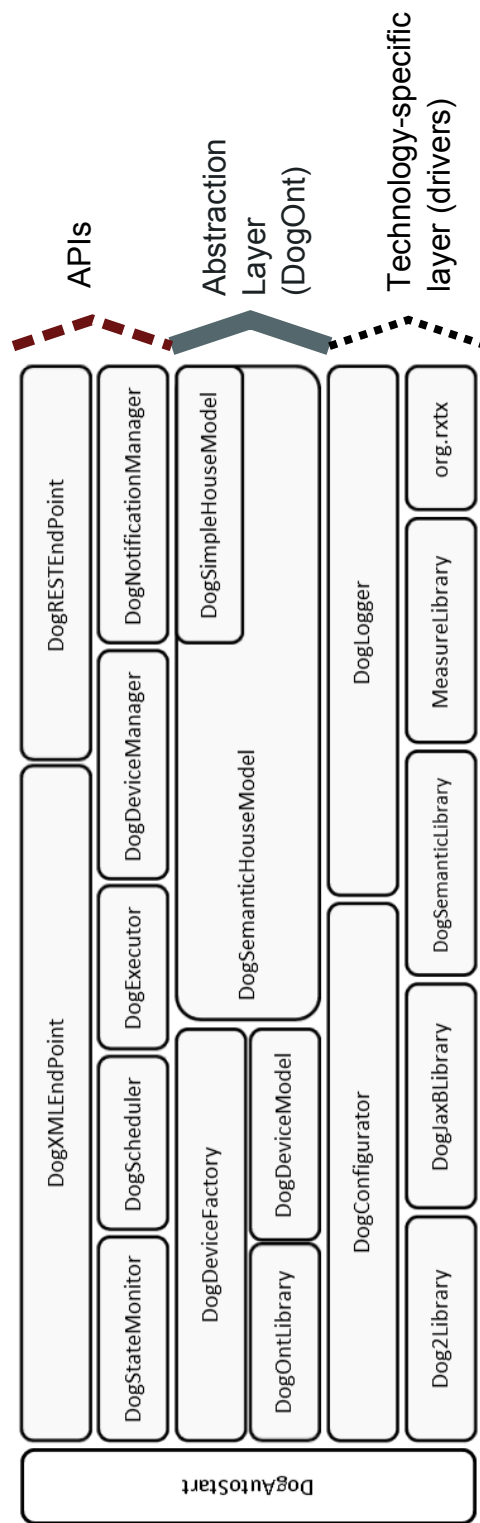 DogAutoStart
DogXMLEndPoint
DogRESTEndPoint
DogStateMonitor
DogScheduler
DogExecutor
DogDeviceManager
DogNotificationManager
APIs
DogDeviceFactory
DogSemanticHouseModel
DogSimpleHouseModel
DogOntLibrary
DogDeviceModel
Abstraction
Layer
(DogOnt)
DogConfigurator
DogLogger
Dog2Library
DogJaxBLibrary
DogSemanticLibrary
MeasureLibrary
org.rxtx
Technology-specific
layer (drivers)